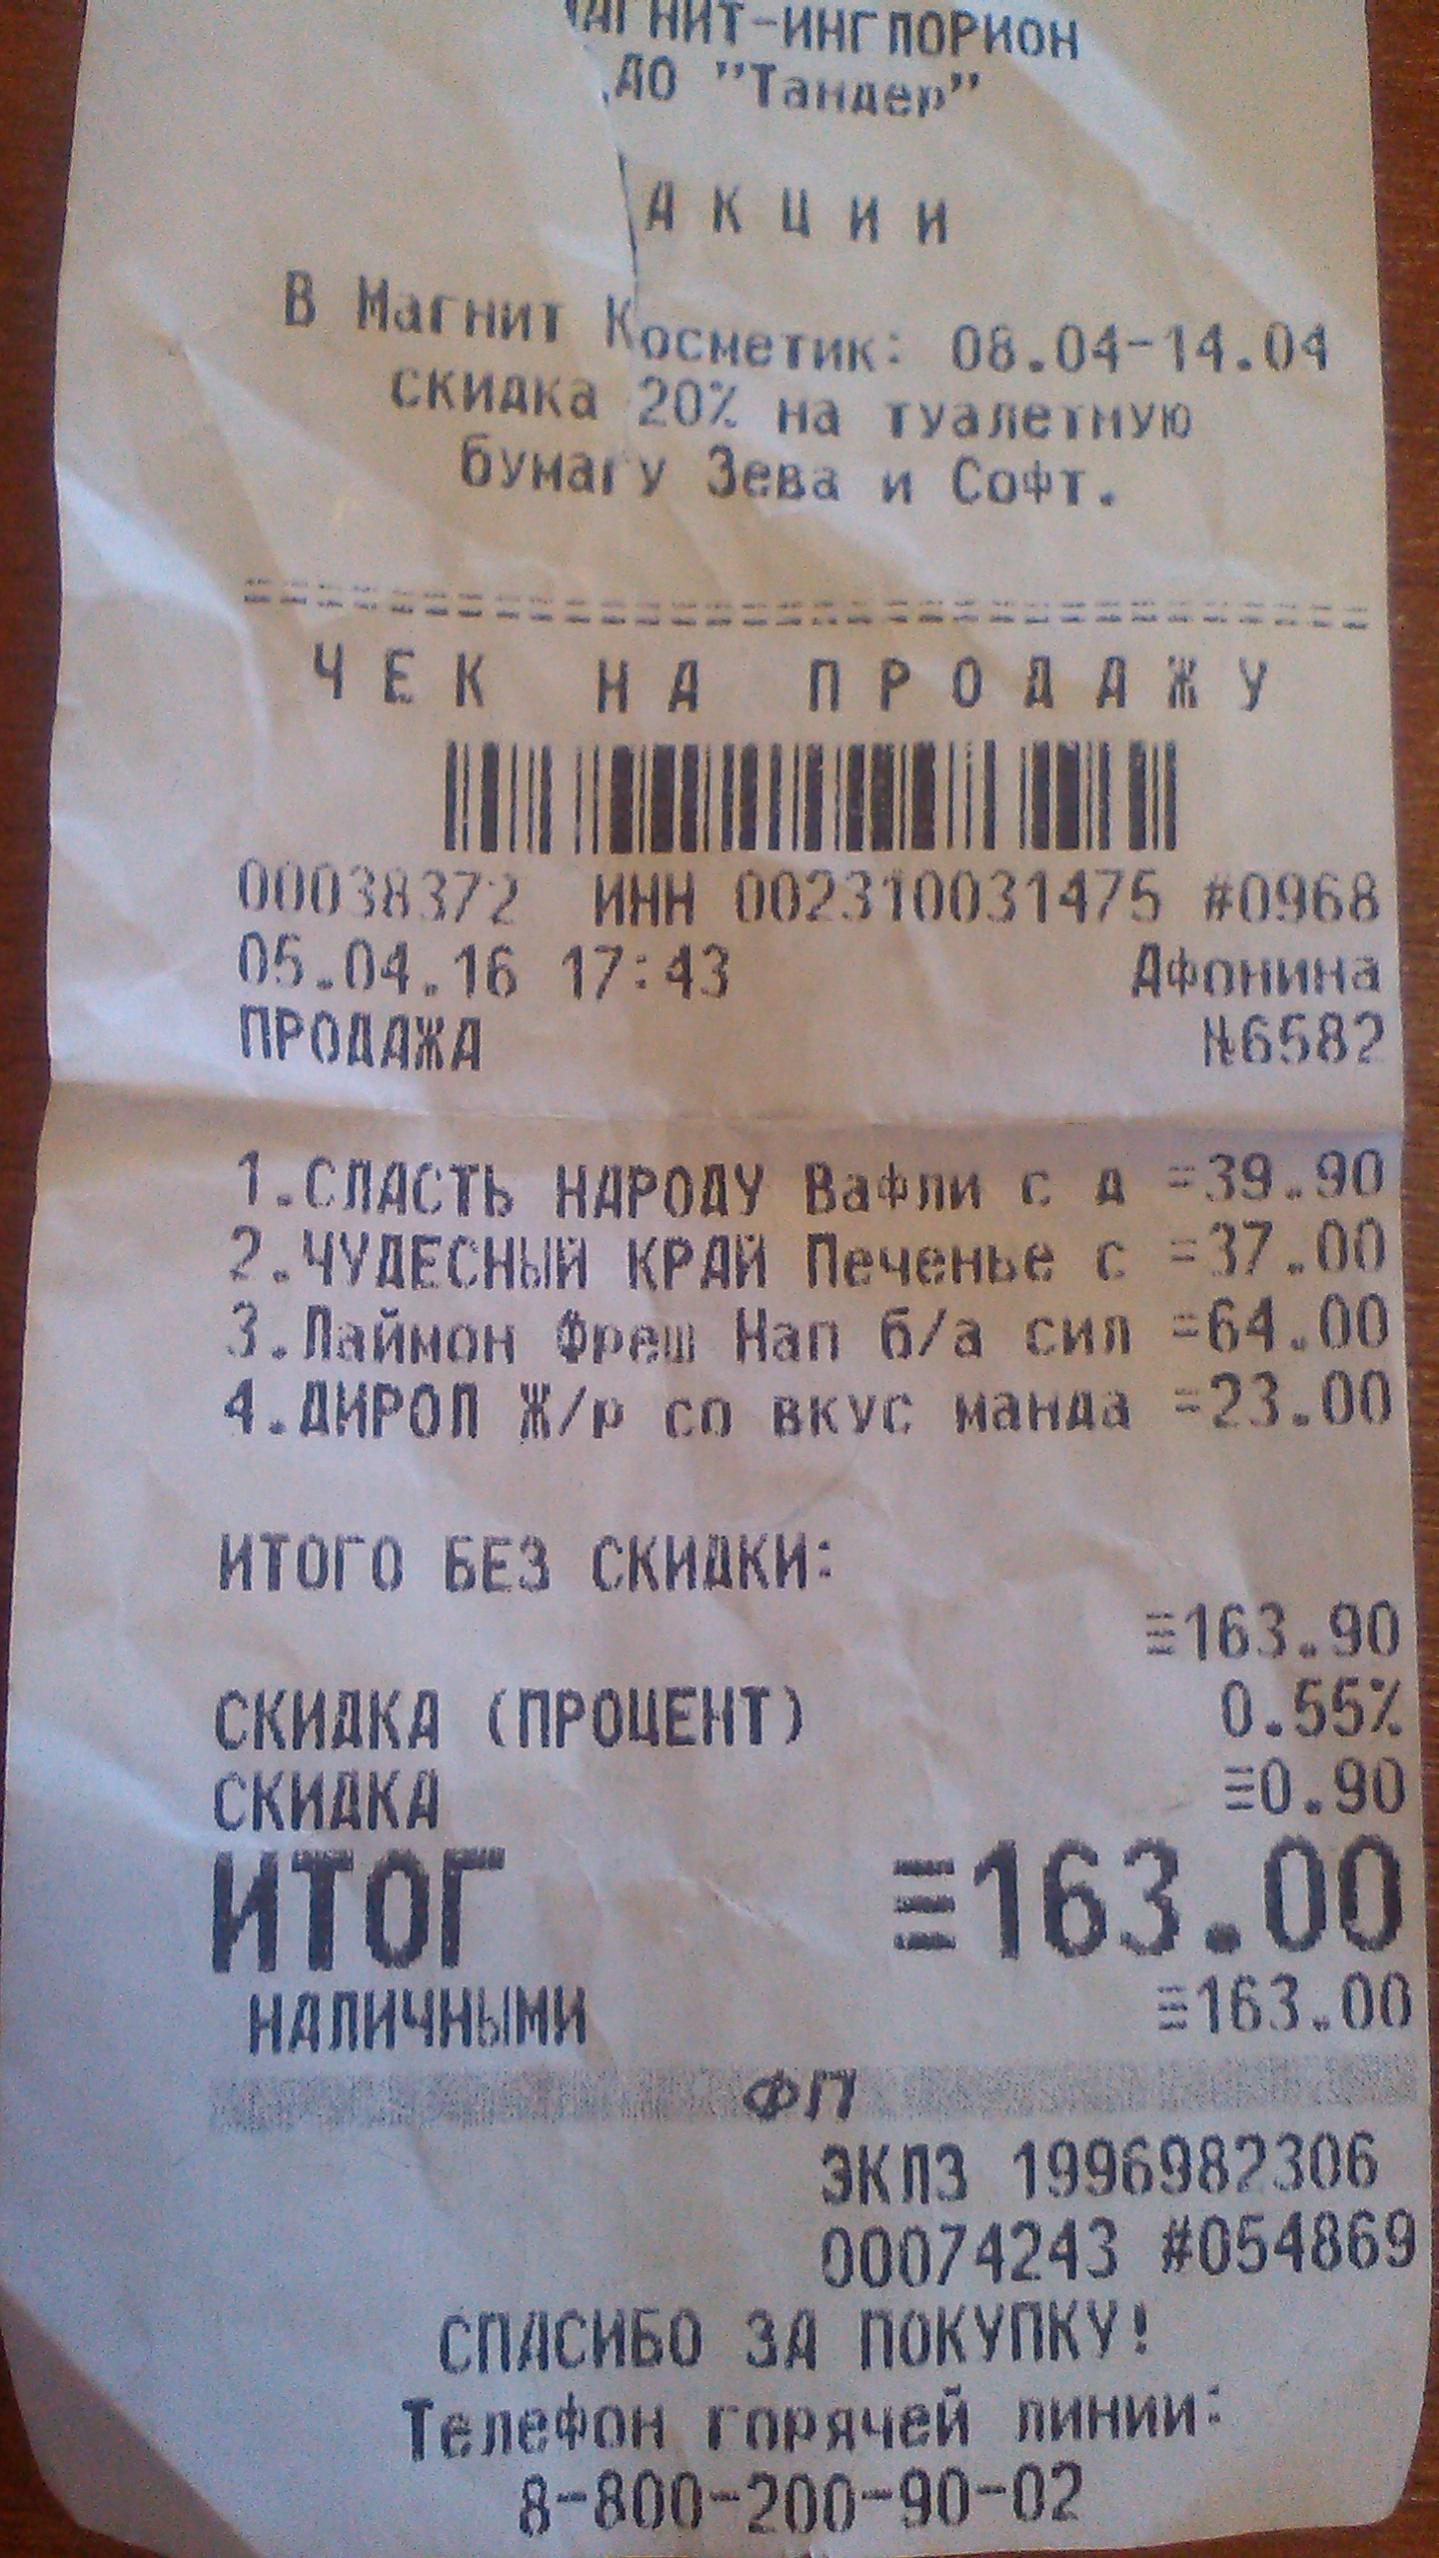 МАГНИТ-ИНГЛОРИОН
АО "Тандер"
АКЦИИ
В Магнит Косметик: 08.04-14.04
скидка 20% на туалетную
бумагу Зева и Софт.
ЧЕК НА ПРОДАЖУ
00038372 ИНН 002310031475 #0968
05.04.16 17:43 Афонина
ПРОДАЖА №6582
1.СЛАСТЬ НАРОДУ Вафли с д =39.90
2.ЧУДЕСНЫЙ КРАЙ Печенье с =37.00
3.Лаймон Фреш Нап б/а сил =64.00
4.ДИРОЛ Ж/р со вкус манда =23.00
ИТОГО БЕЗ СКИДКИ:
≡163.90
СКИДКА (ПРОЦЕНТ) 0.55%
СКИДКА ≡0.90
ИТОГ ≡163.00
НАЛИЧНЫМИ ≡163.00
ФП
ЭКЛЗ 1996982306
00074243 #054869
СПАСИБО ЗА ПОКУПКУ!
Телефон горячей линии:
8-800-200-90-02